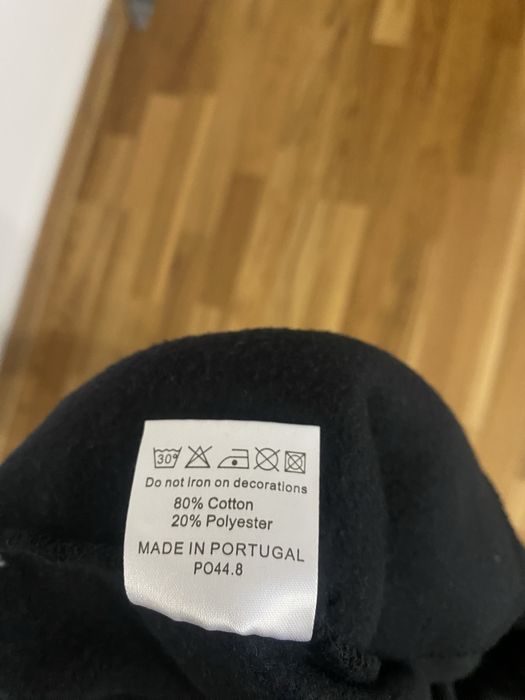 30°
Do not iron on decorations
80% Cotton
20% Polyester
MADE IN PORTUGAL
PO44.8